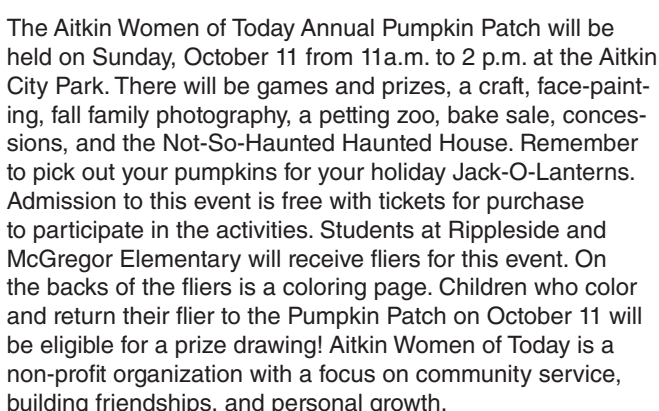 The Aitkin Women of Today Annual Pumpkin Patch will be
held on Sunday, October 11 from 11a.m. to 2 p.m. at the Aitkin
City Park. There will be games and prizes, a craft, face-paint-
ing, fall family photography, a petting zoo, bake sale, conces-
sions, and the Not-So-Haunted Haunted House. Remember
to pick out your pumpkins for your holiday Jack-O-Lanterns.
Admission to this event is free with tickets for purchase
to participate in the activities. Students at Rippleside and
McGregor Elementary will receive fliers for this event. On
the backs of the fliers is a coloring page. Children who color
and return their flier to the Pumpkin Patch on October 11 will
be eligible for a prize drawing! Aitkin Women of Today is a
non-profit organization with a focus on community service,
building friendships, and personal growth.